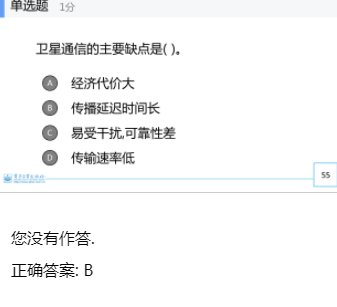 单选题 1分
卫星通信的主要缺点是( )。
A 经济代价大
B 传播延迟时间长
C 易受干扰,可靠性差
D 传输速率低
55
您没有作答.
正确答案: B